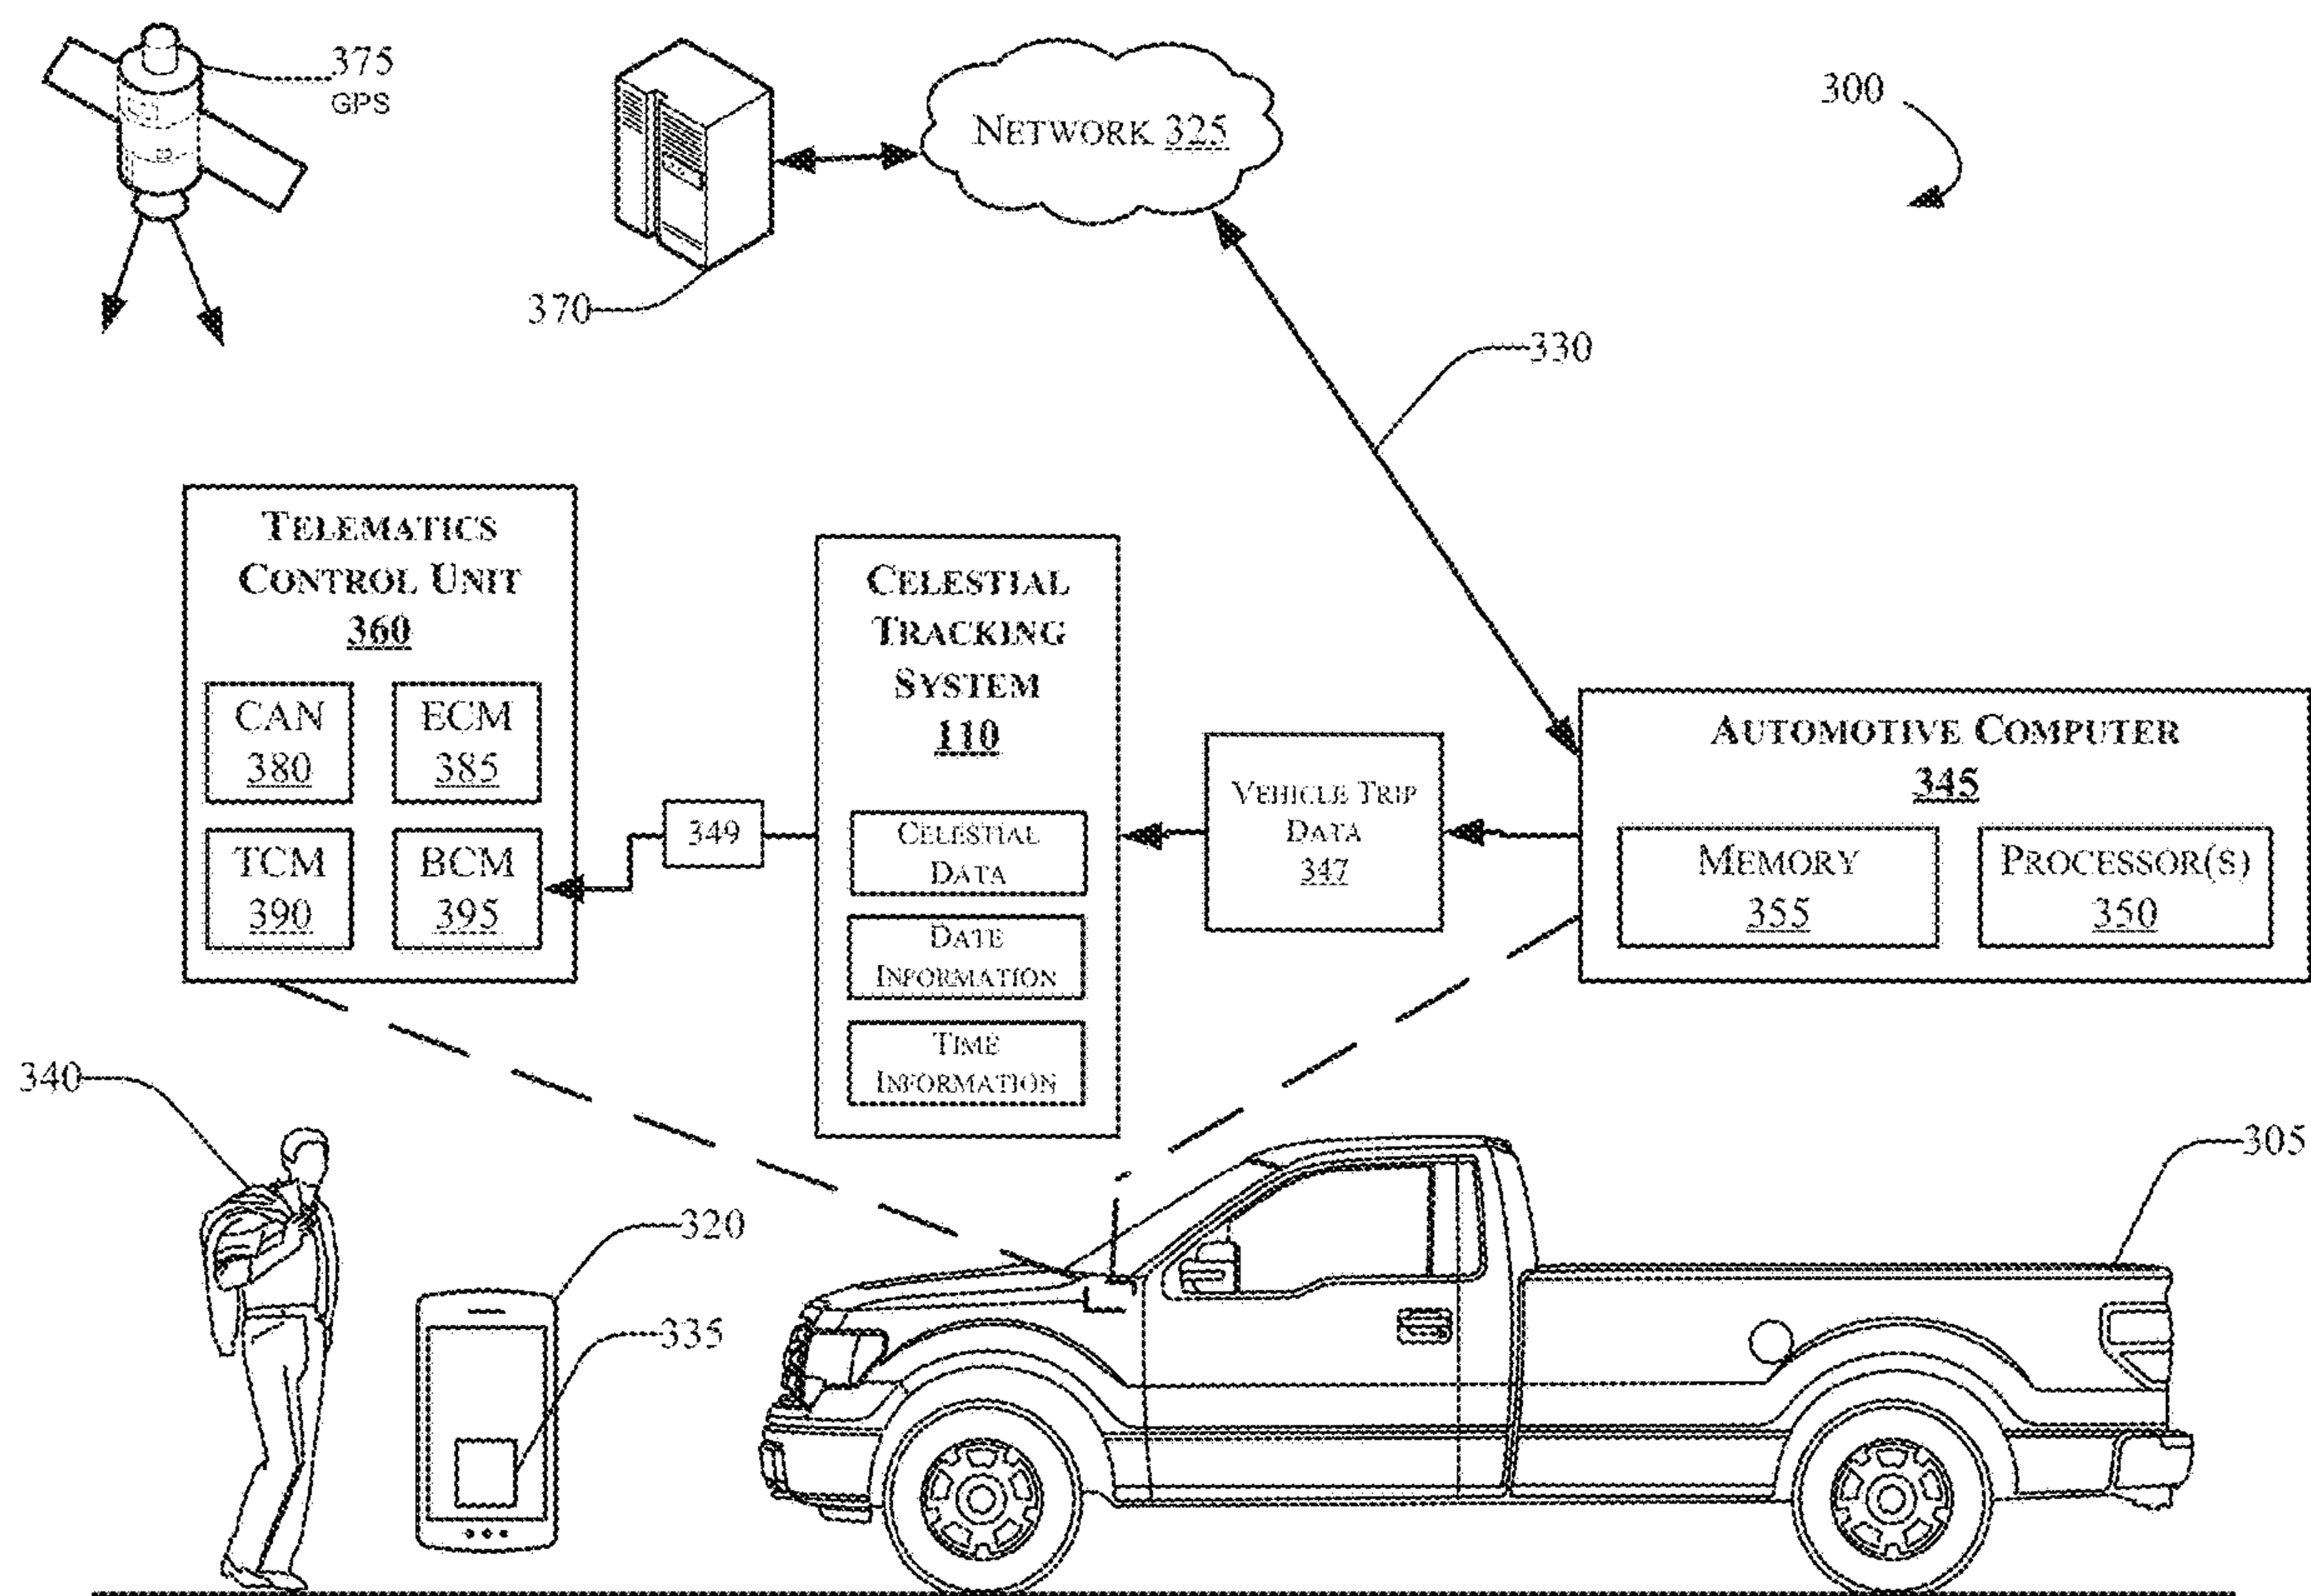 375
GPS
NETWORK 325
300
370
330
TELEMATICS
CONTROL UNIT
360
CAN
380
ECM
385
TCM
390
BCM
395
349
CELESTIAL
TRACKING
SYSTEM
110
CELESTIAL
DATA
DATE
INFORMATION
TIME
INFORMATION
VEHICLE TRIP
DATA
347
AUTOMOTIVE COMPUTER
345
MEMORY
355
PROCESSOR(S)
350
340
320
335
305